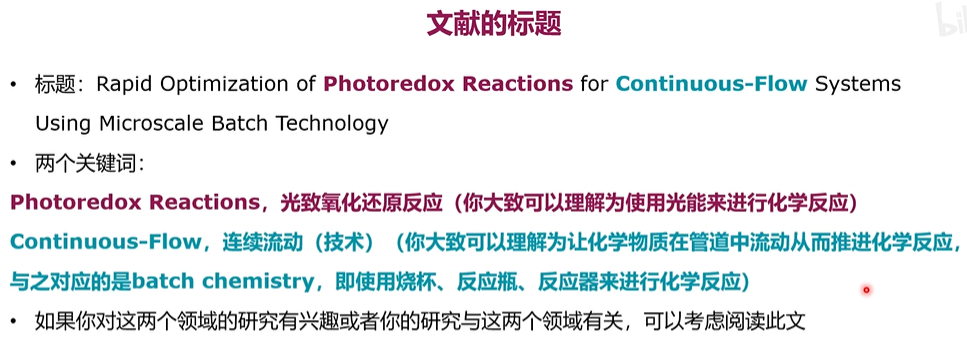 文献的标题
• 标题：Rapid Optimization of Photoredox Reactions for Continuous-Flow Systems
Using Microscale Batch Technology
• 两个关键词：
Photoredox Reactions，光致氧化还原反应（你大致可以理解为使用光能来进行化学反应）
Continuous-Flow，连续流动（技术）（你大致可以理解为让化学物质在管道中流动从而推进化学反应，
与之对应的是batch chemistry，即使用烧杯、反应瓶、反应器来进行化学反应）
• 如果你对这两个领域的研究有兴趣或者你的研究与这两个领域有关，可以考虑阅读此文